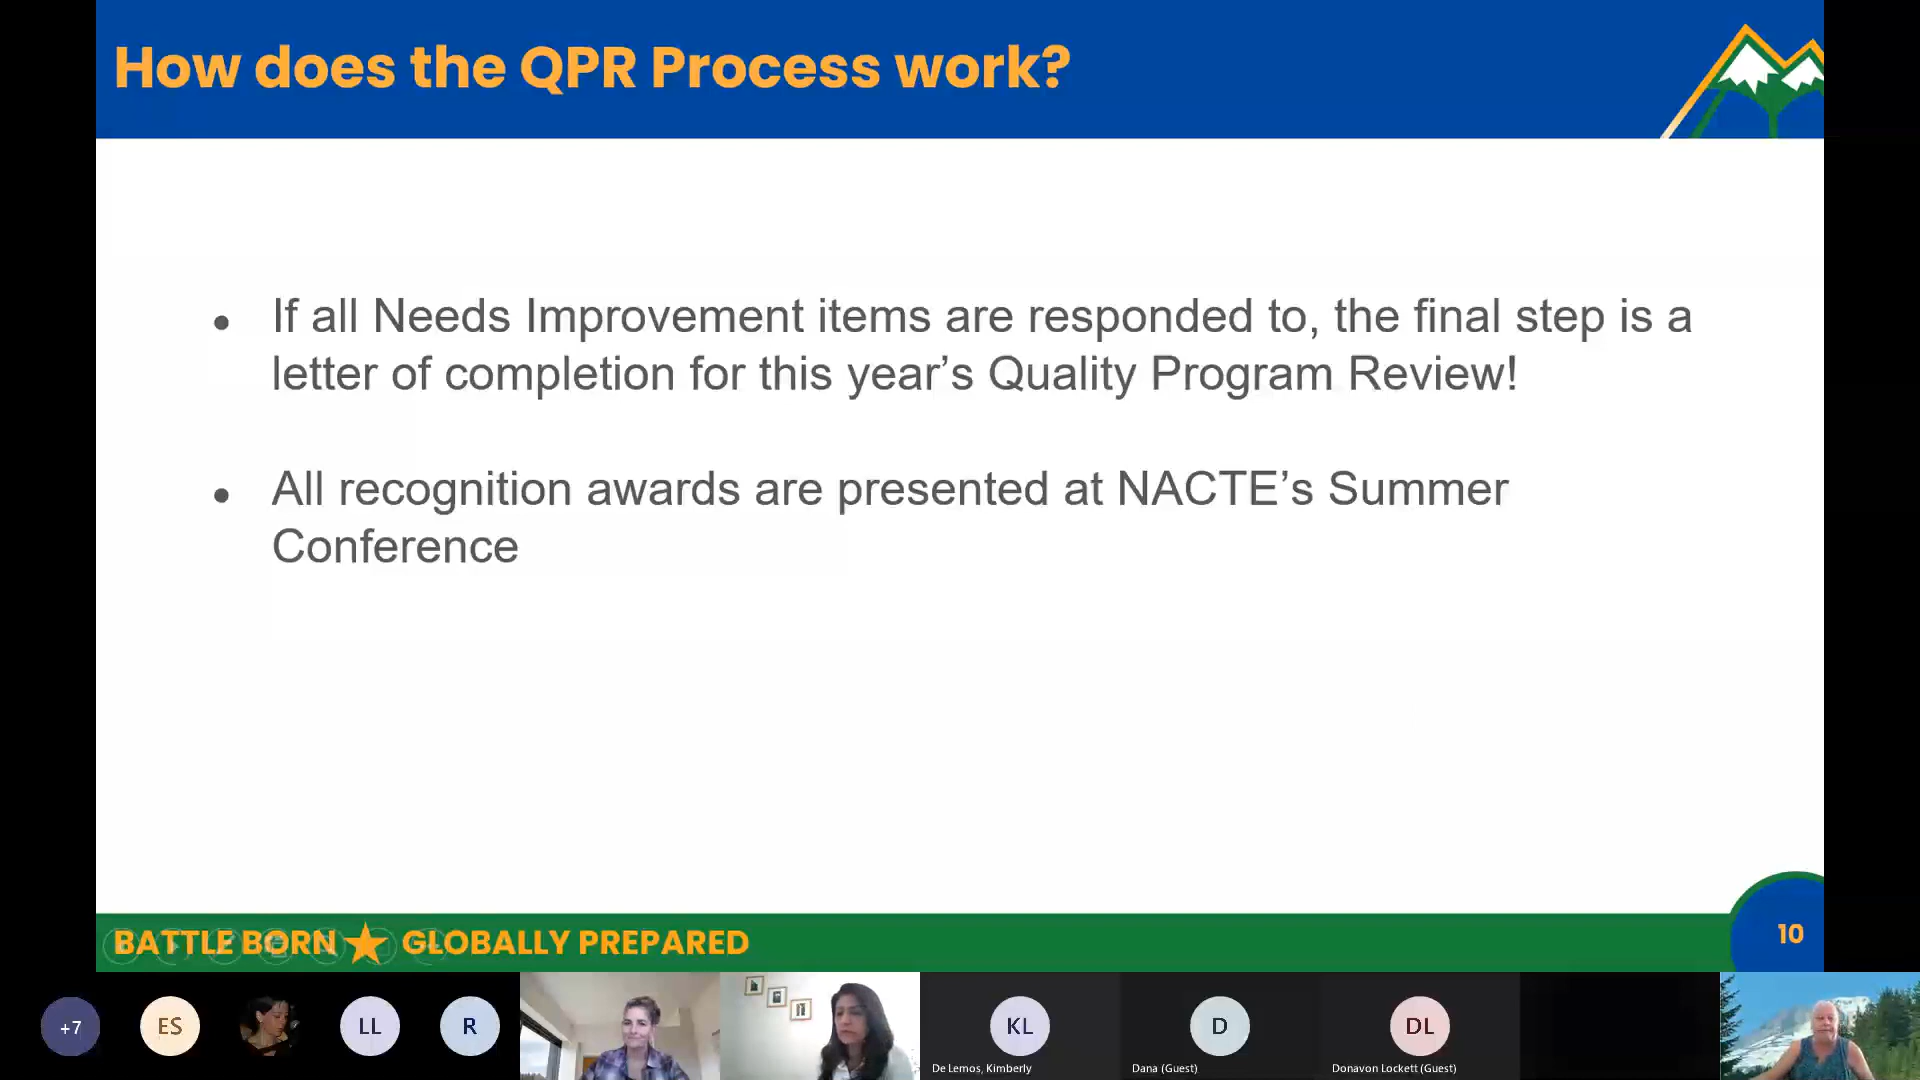 How does the QPR Process work?
• If all Needs Improvement items are responded to, the final step is a
letter of completion for this year’s Quality Program Review!
• All recognition awards are presented at NACTE’s Summer
Conference
BATTLE BORN ★ GLOBALLY PREPARED
10
+7
ES
LL
R
KL
De Lemos, Kimberly
D
Dana (Guest)
DL
Donavon Lockett (Guest)